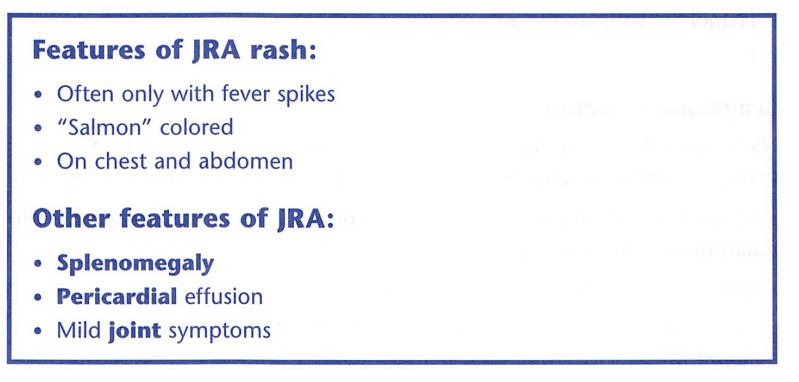 Features of JRA rash:
• Often only with fever spikes
• “Salmon” colored
• On chest and abdomen
Other features of JRA:
• Splenomegaly
• Pericardial effusion
• Mild joint symptoms